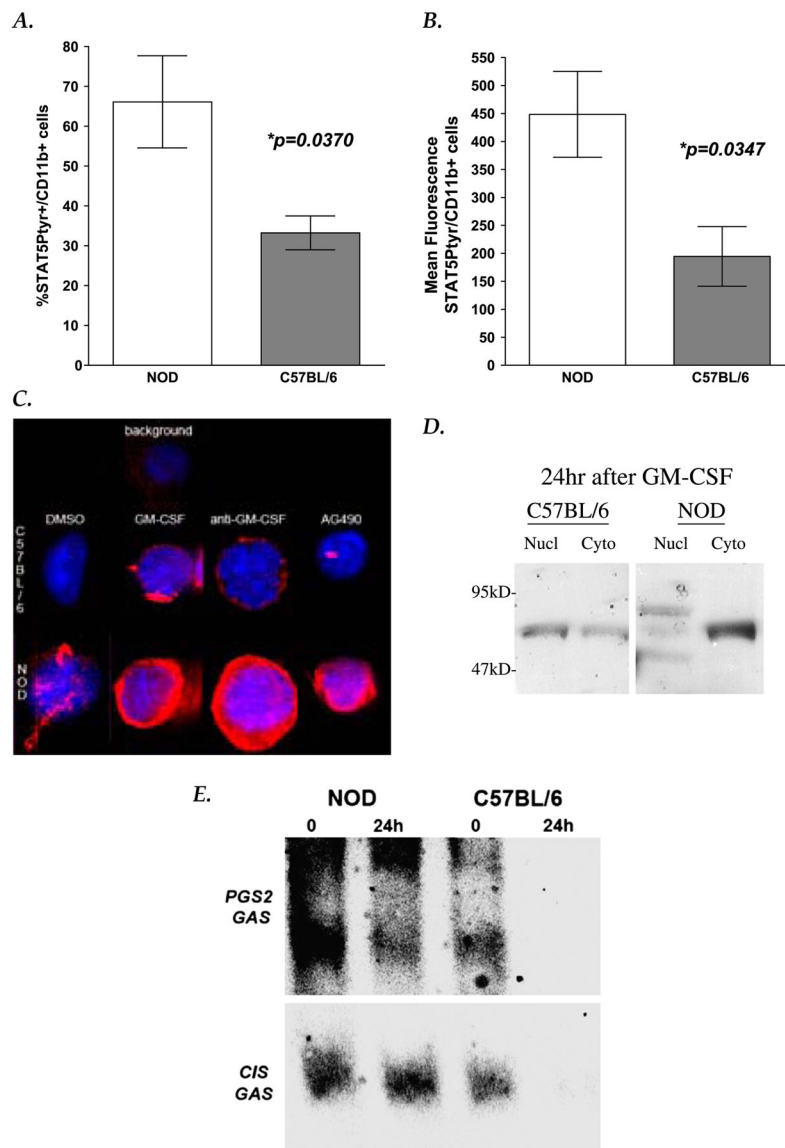 A.
80
70
60
50
40
30
20
10
0
%STAT5Ptyr+/CD11b+ cells
*p=0.0370
NOD
C57BL/6
B.
550
500
450
400
350
300
250
200
150
100
50
0
Mean Fluorescence
STAT5Ptyr/CD11b+ cells
*p=0.0347
NOD
C57BL/6
C.
background
DMSO
GM-CSF
anti-GM-CSF
AG490
C57BL/6
NOD
D.
24hr after GM-CSF
C57BL/6
NOD
Nucl
Cyto
Nucl
Cyto
95kD-
47kD-
E.
NOD
C57BL/6
0
24h
0
24h
PGS2
GAS
CIS
GAS